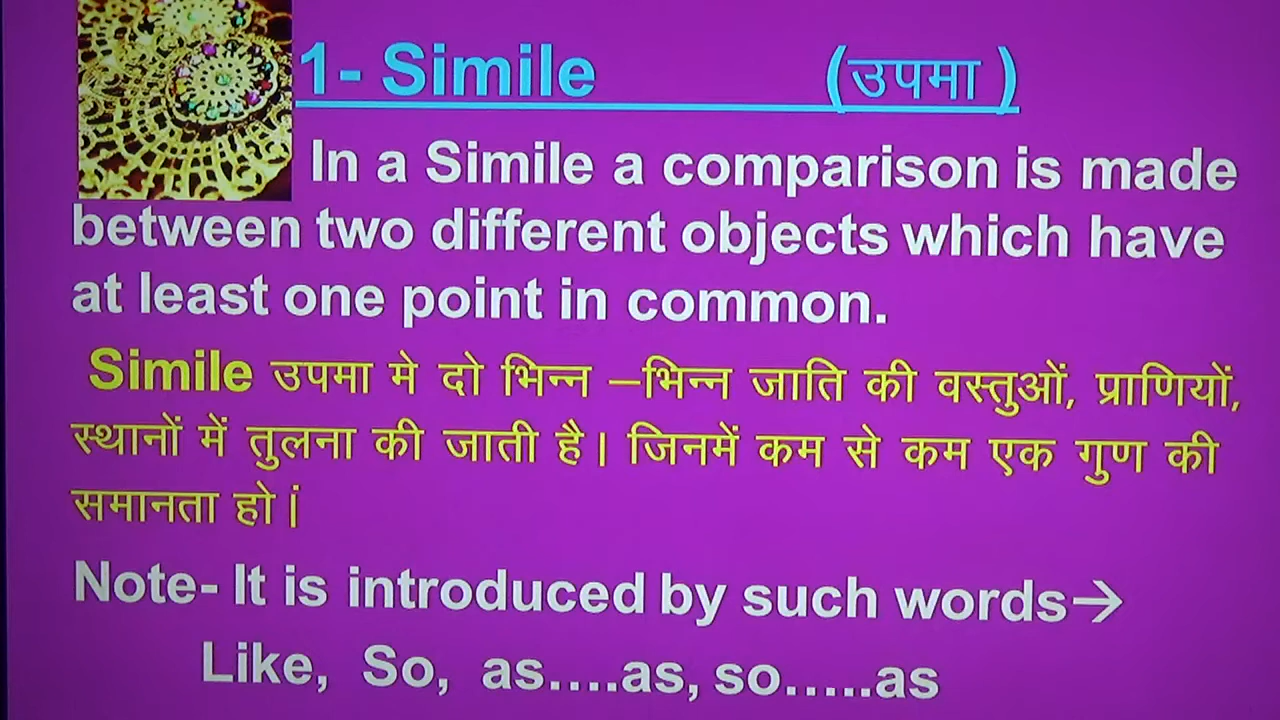 1- Simile (उपमा )
In a Simile a comparison is made
between two different objects which have
at least one point in common.
Simile उपमा मे दो भिन्न –भिन्न जाति की वस्तुओं, प्राणियों,
स्थानों में तुलना की जाती है। जिनमें कम से कम एक गुण की
समानता हो।
Note- It is introduced by such words→
Like, So, as....as, so.....as